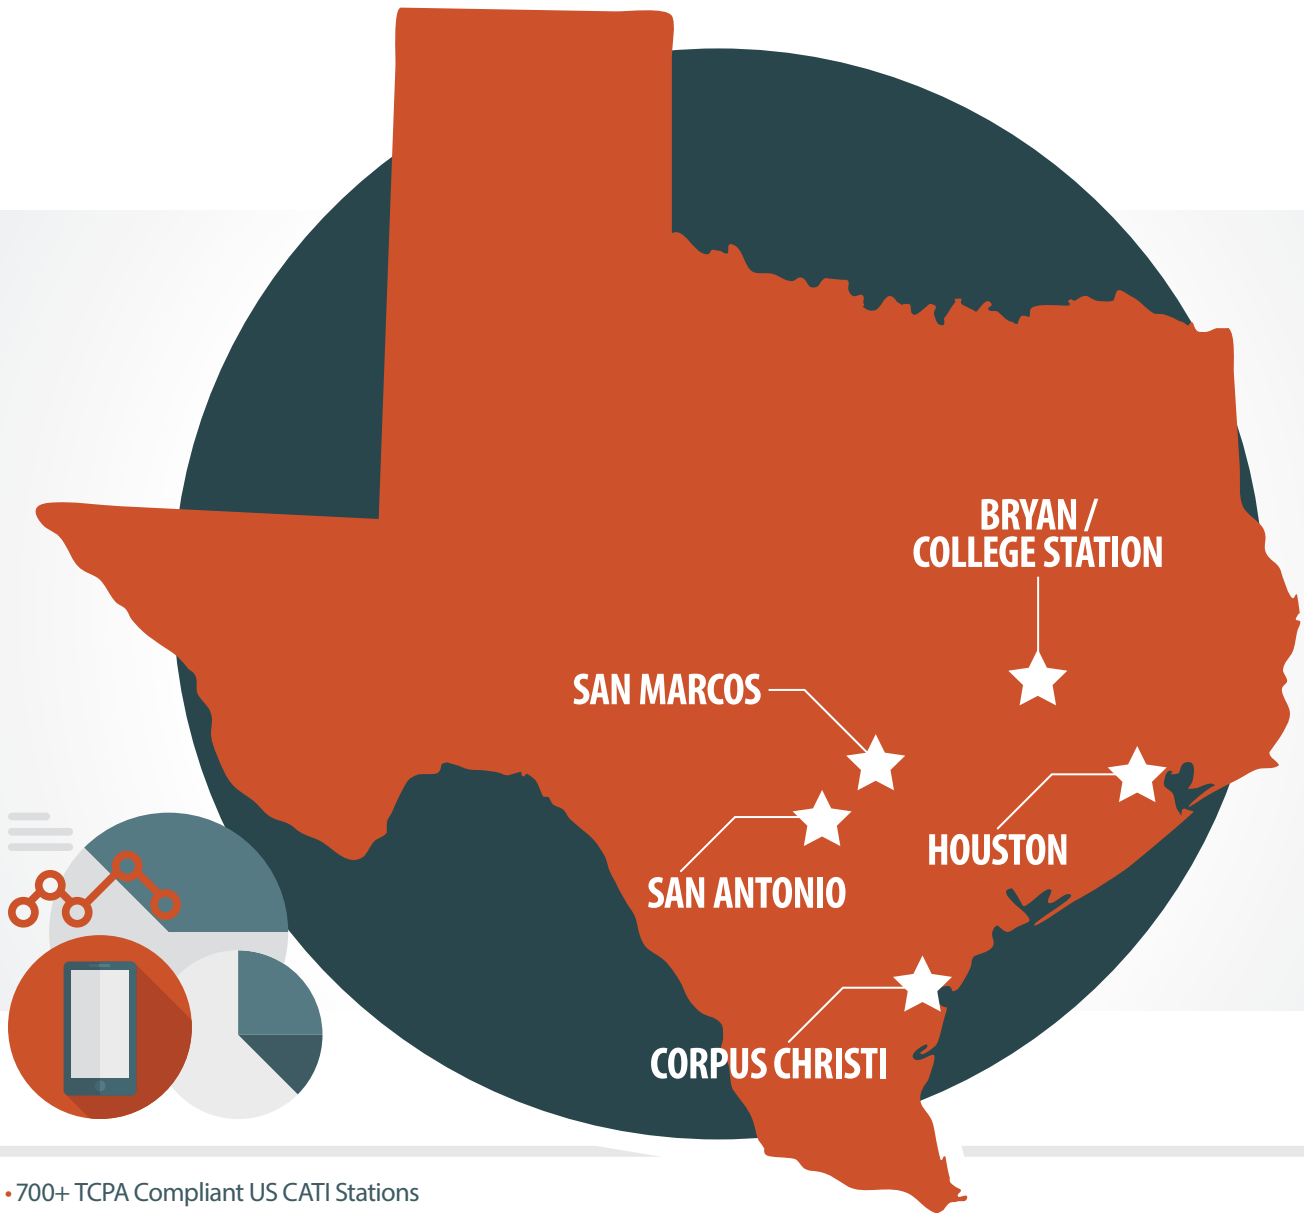 BRYAN /
COLLEGE STATION
SAN MARCOS
HOUSTON
SAN ANTONIO
CORPUS CHRISTI
• 700+ TCPA Compliant US CATI Stations